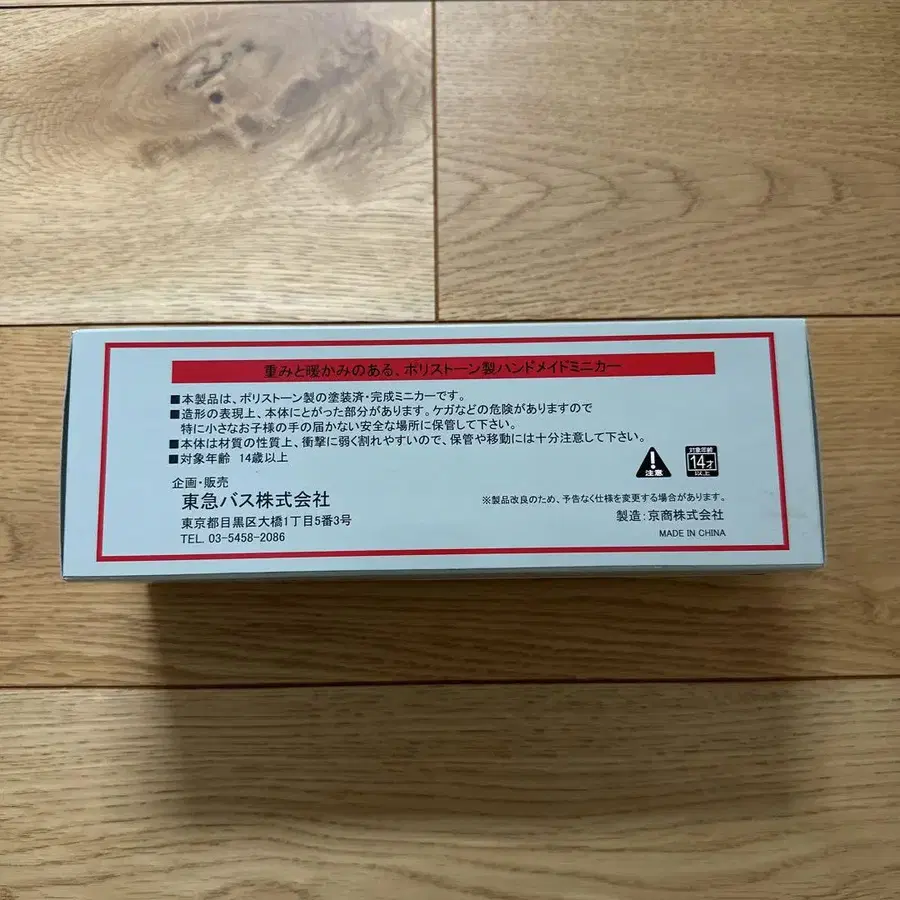 重みと暖かみのある、ポリストーン製ハンドメイドミニカー
■本製品は、ポリストーン製の塗装済・完成ミニカーです。
■造形の表現上、本体にとがった部分があります。ケガなどの危険がありますので
特に小さなお子様の手の届かない安全な場所に保管して下さい。
■本体は材質の性質上、衝撃に弱く割れやすいので、保管や移動には十分注意して下さい。
■対象年齢 14歳以上
注意
対象年齢
14才
以上
企画・販売
東急バス株式会社
東京都目黒区大橋1丁目5番3号
TEL. 03-5458-2086
※製品改良のため、予告なく仕様を変更する場合があります。
製造：京商株式会社
MADE IN CHINA